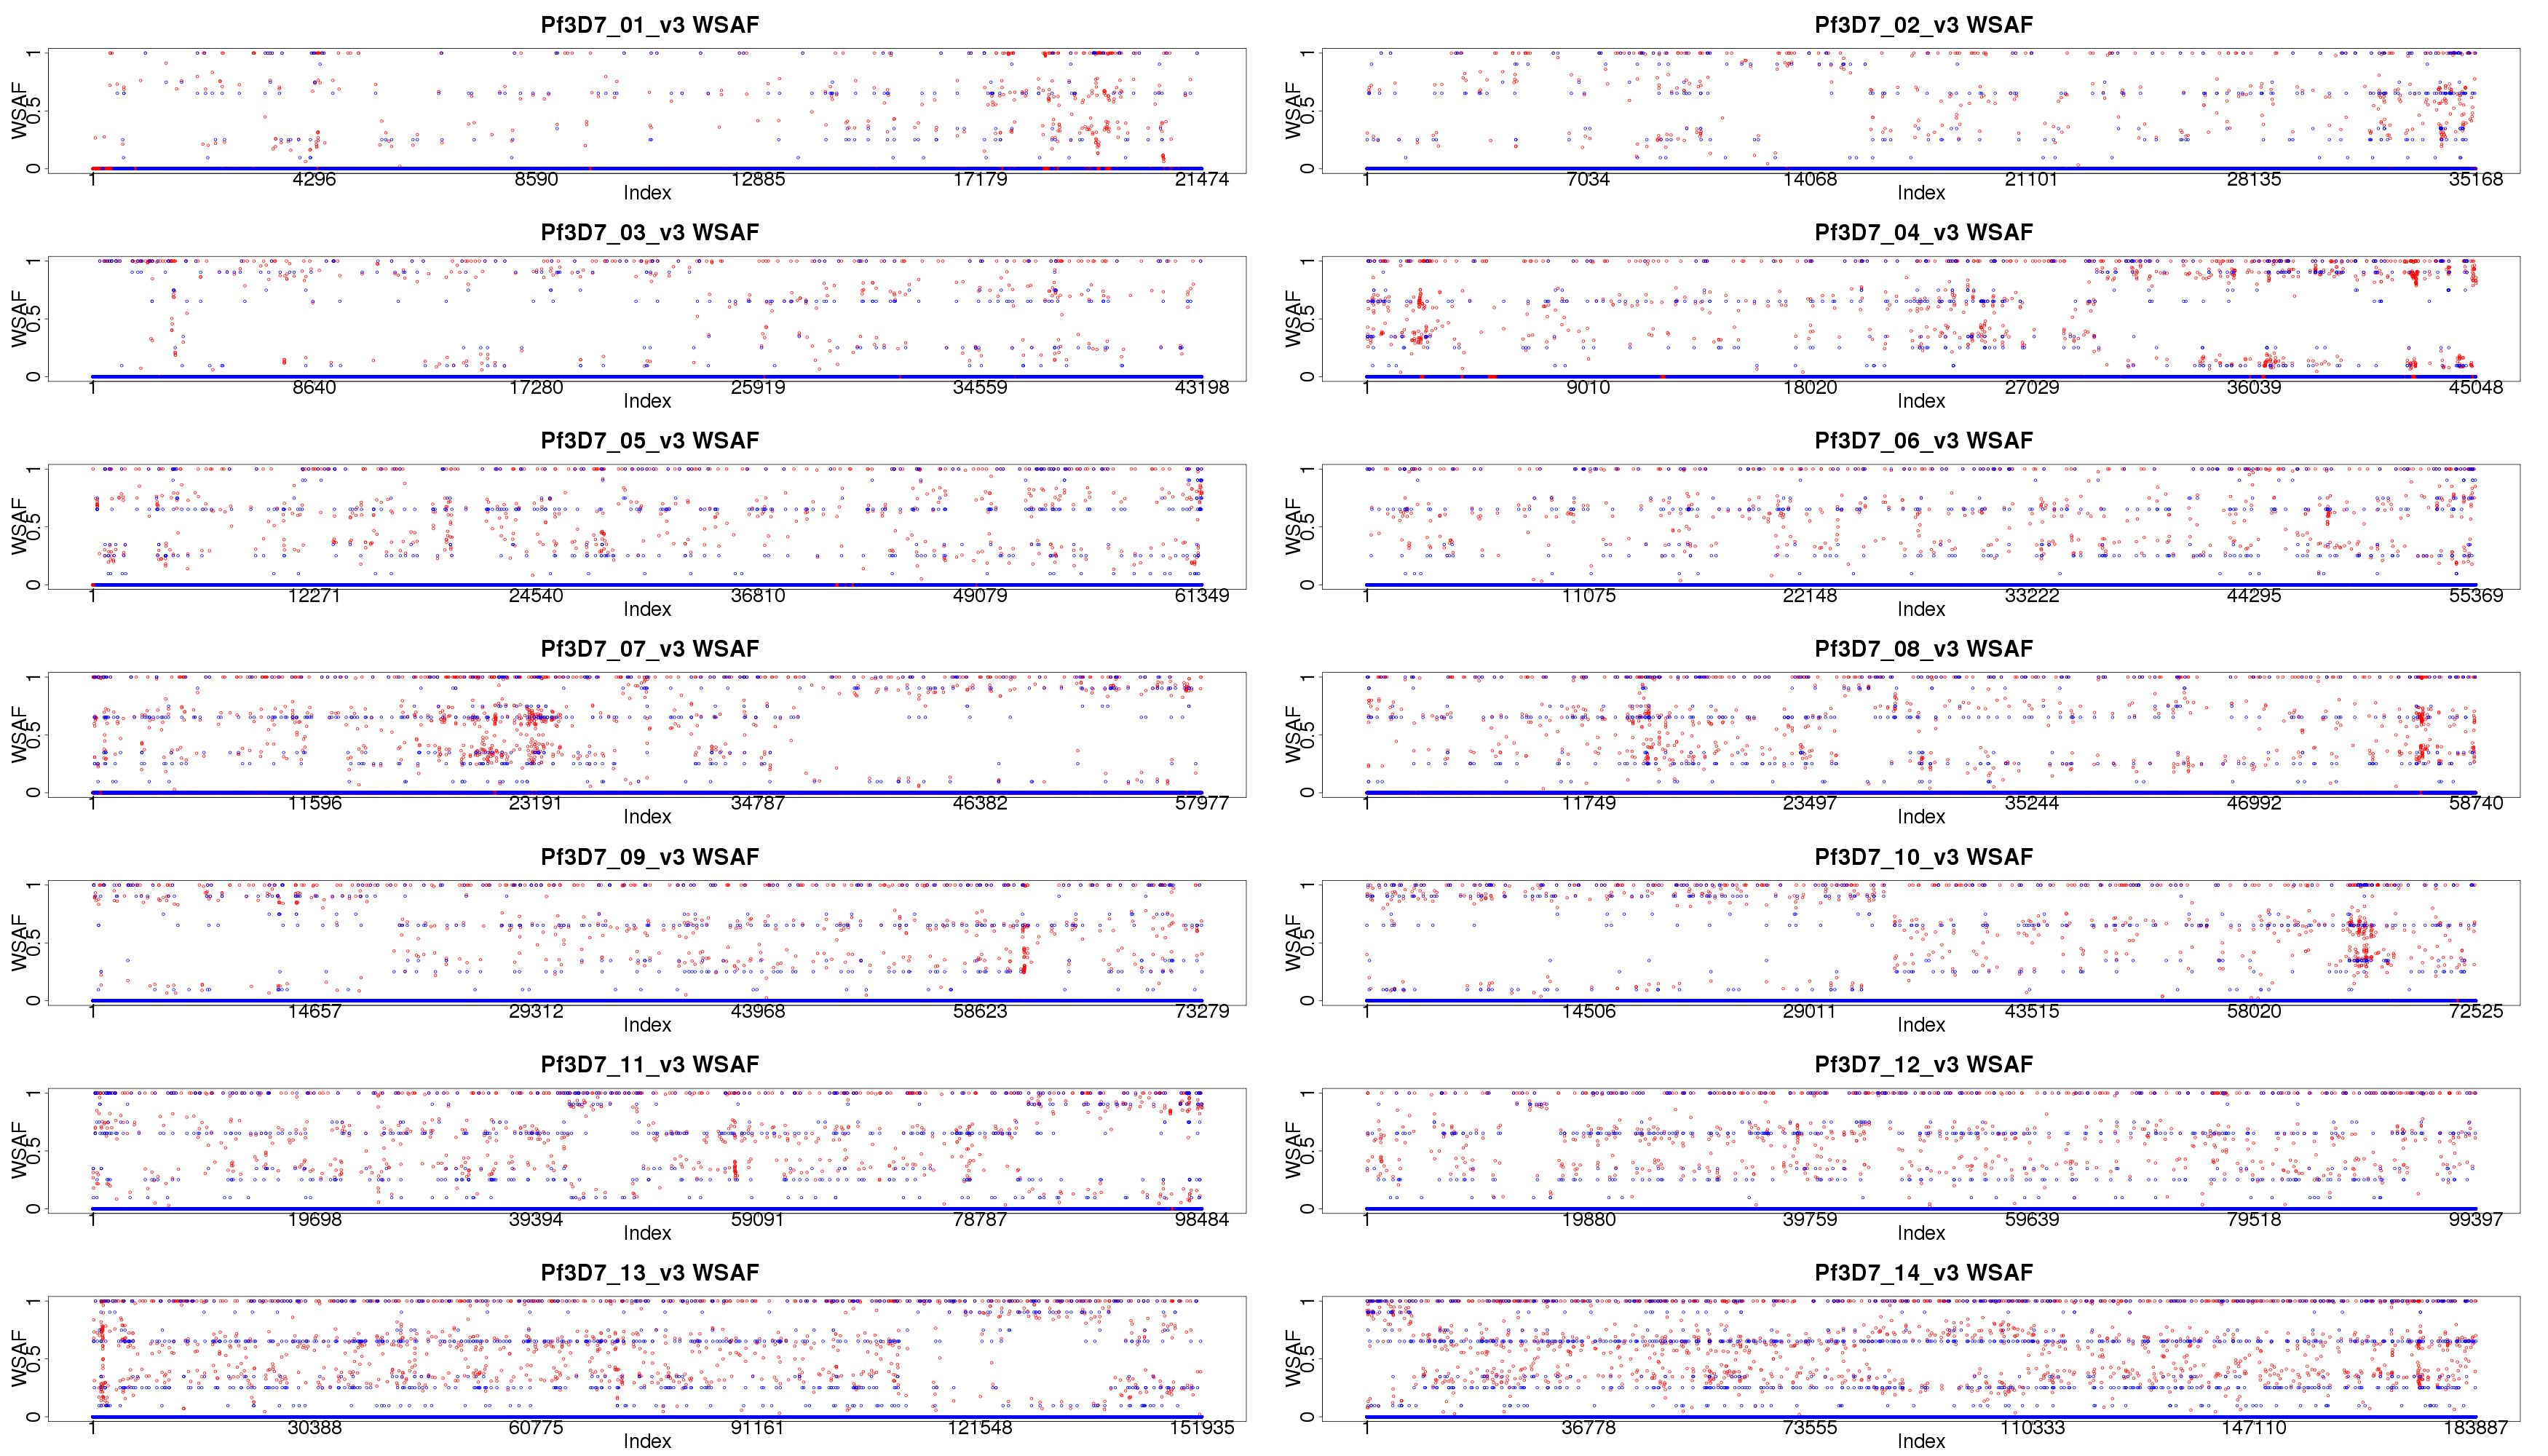 Pf3D7_01_v3 WSAF
WSAF
0 0.5 1
1 4296 8590 12885 17179 21474
Index
Pf3D7_02_v3 WSAF
WSAF
0 0.5 1
1 7034 14068 21101 28135 35168
Index
Pf3D7_03_v3 WSAF
WSAF
0 0.5 1
1 8640 17280 25919 34559 43198
Index
Pf3D7_04_v3 WSAF
WSAF
0 0.5 1
1 9010 18020 27029 36039 45048
Index
Pf3D7_05_v3 WSAF
WSAF
0 0.5 1
1 12271 24540 36810 49079 61349
Index
Pf3D7_06_v3 WSAF
WSAF
0 0.5 1
1 11075 22148 33222 44295 55369
Index
Pf3D7_07_v3 WSAF
WSAF
0 0.5 1
1 11596 23191 34787 46382 57977
Index
Pf3D7_08_v3 WSAF
WSAF
0 0.5 1
1 11749 23497 35244 46992 58740
Index
Pf3D7_09_v3 WSAF
WSAF
0 0.5 1
1 14657 29312 43968 58623 73279
Index
Pf3D7_10_v3 WSAF
WSAF
0 0.5 1
1 14506 29011 43515 58020 72525
Index
Pf3D7_11_v3 WSAF
WSAF
0 0.5 1
1 19698 39394 59091 78787 98484
Index
Pf3D7_12_v3 WSAF
WSAF
0 0.5 1
1 19880 39759 59639 79518 99397
Index
Pf3D7_13_v3 WSAF
WSAF
0 0.5 1
1 30388 60775 91161 121548 151935
Index
Pf3D7_14_v3 WSAF
WSAF
0 0.5 1
1 36778 73555 110333 147110 183887
Index